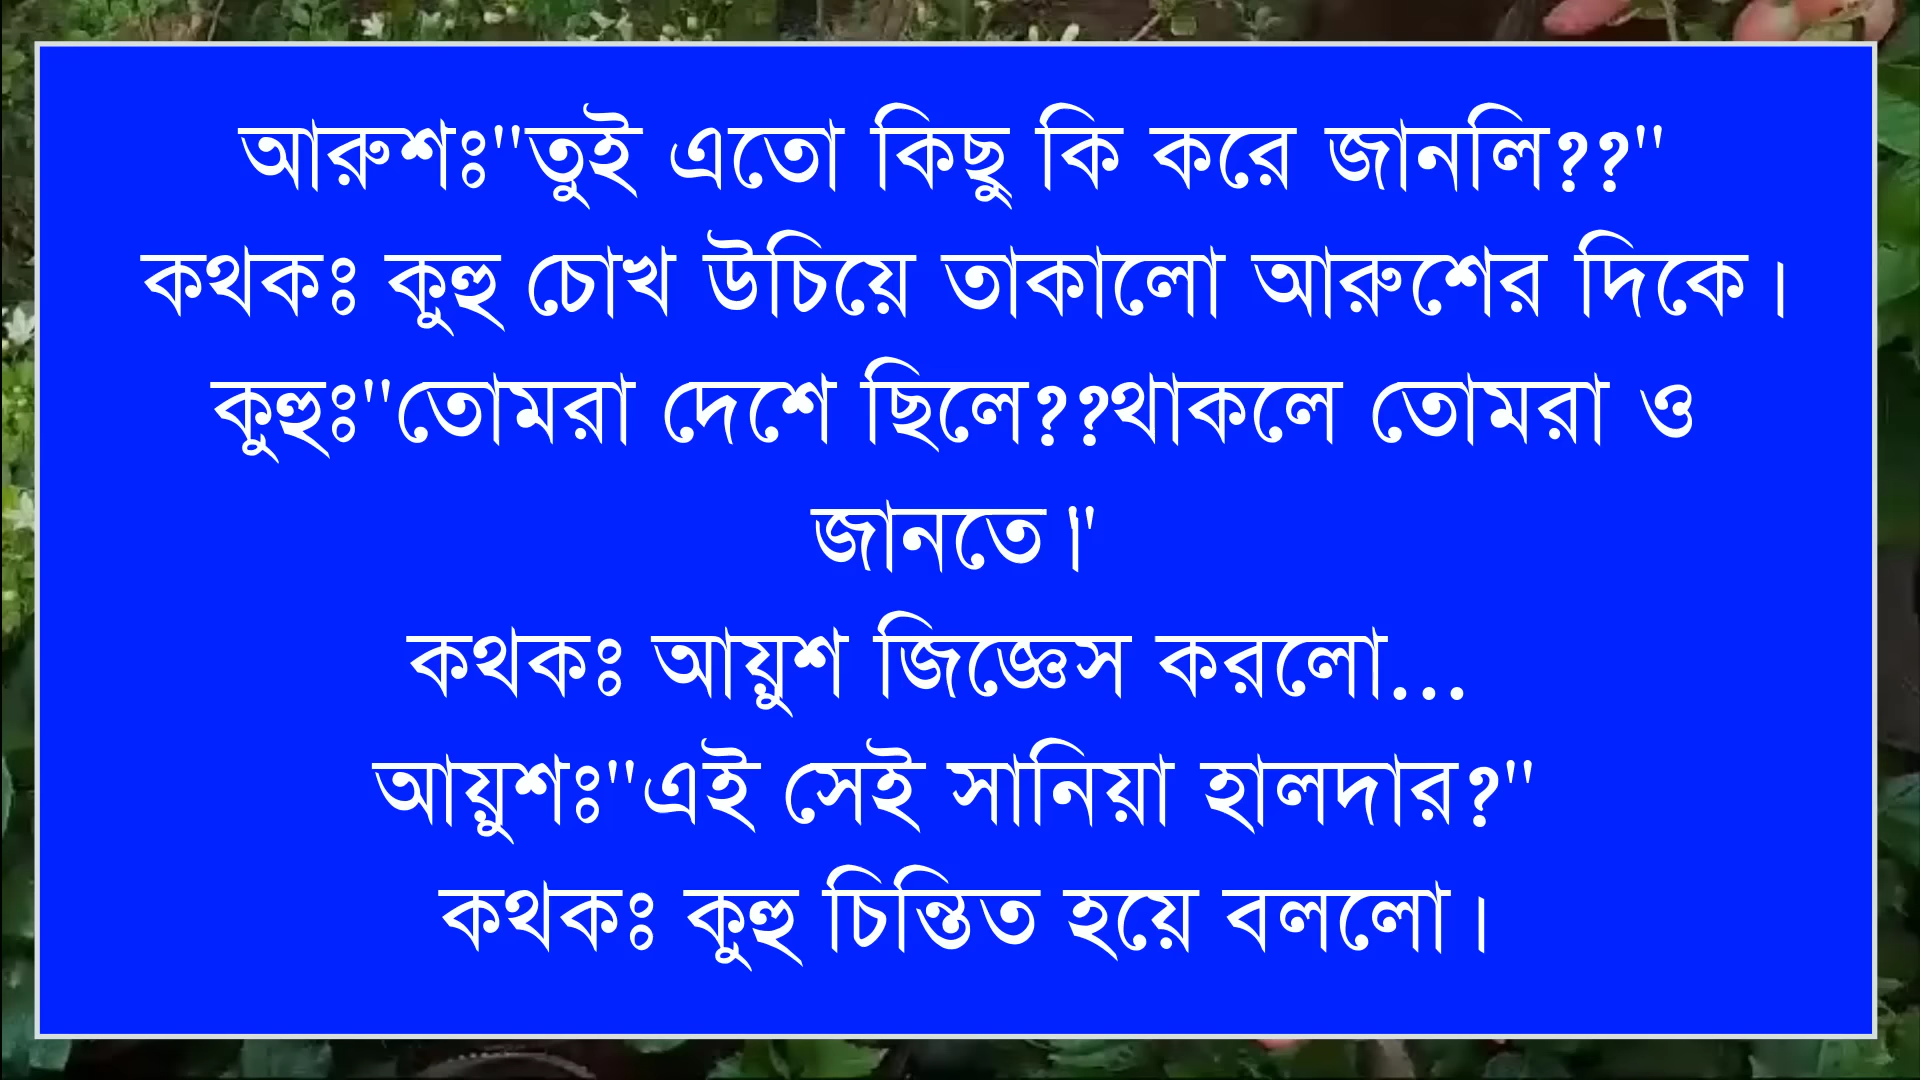 আরুশঃ"তুই এতো কিছু কি করে জানলি??"
কথকঃ কুহু চোখ উচিয়ে তাকালো আরুশের দিকে।
কুহুঃ"তোমরা দেশে ছিলে??থাকলে তোমরা ও
জানতে।"
কথকঃ আয়ুশ জিজ্ঞেস করলো...
আয়ুশঃ"এই সেই সানিয়া হালদার?"
কথকঃ কুহু চিন্তিত হয়ে বললো।